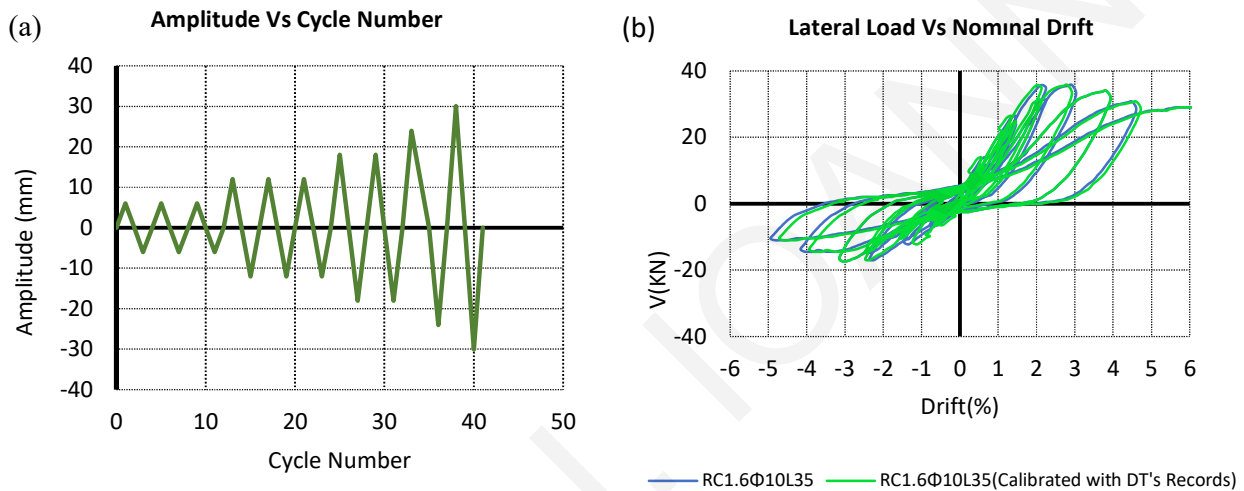 (a)
Amplitude Vs Cycle Number
40
30
20
10
0
-10
-20
-30
-40
0 10 20 30 40 50
Amplitude (mm)
Cycle Number
(b)
Lateral Load Vs Nominal Drift
40
20
0
-20
-40
-6 -5 -4 -3 -2 -1 0 1 2 3 4 5 6
V(KN)
Drift(%)
RC1.6Φ10L35
RC1.6Φ10L35(Calibrated with DT's Records)